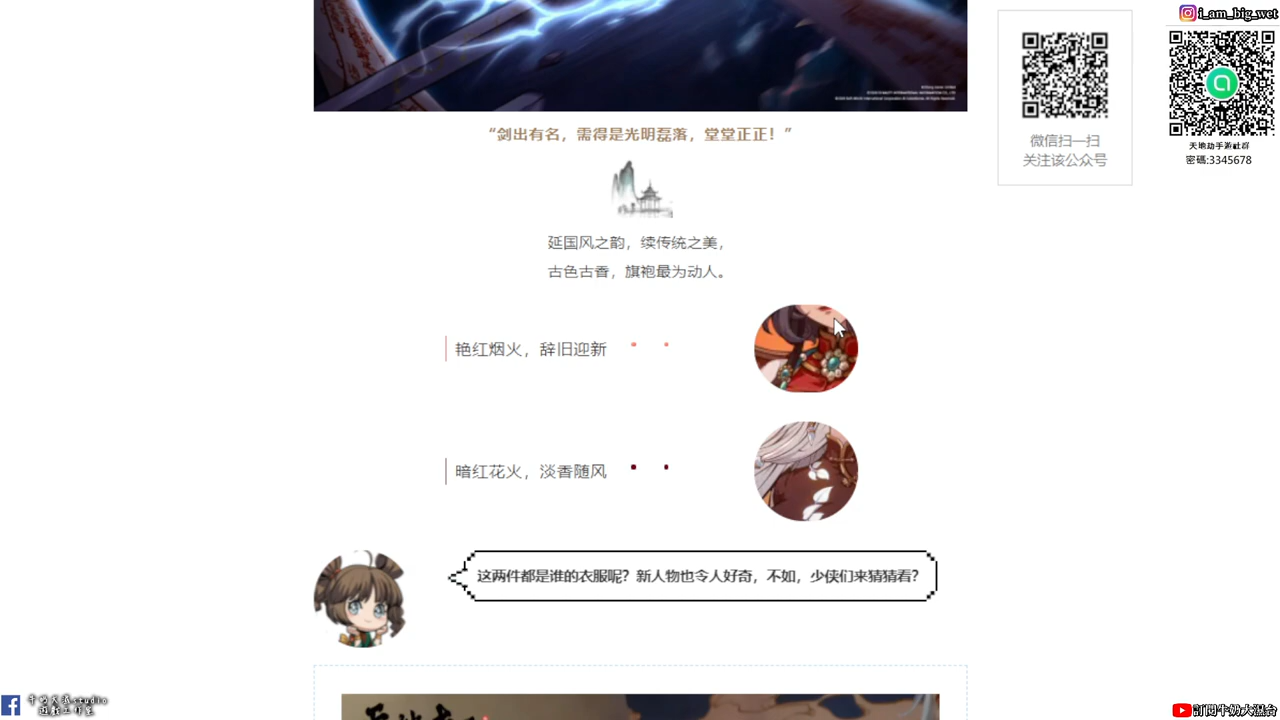 i_am_big_wet
“剑出有名，需得是光明磊落，堂堂正正！”
微信扫一扫
关注该公众号
天地劫手游社群
密碼:3345678
延国风之韵，续传统之美，
古色古香，旗袍最为动人。
艳红烟火，辞旧迎新
暗红花火，淡香随风
这两件都是谁的衣服呢？新人物也令人好奇，不如，少侠们来猜猜看？
遊戲工作室
訂閱牛奶大濕台